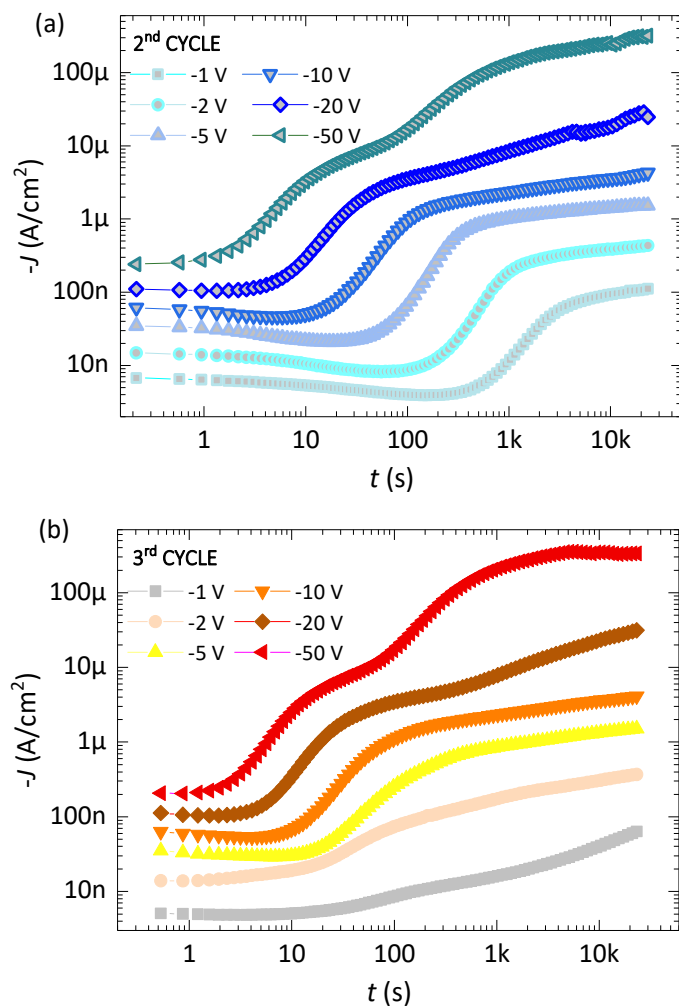 (a)
2nd CYCLE
-1 V
-10 V
-2 V
-20 V
-5 V
-50 V
100µ
10µ
1µ
100n
10n
-J (A/cm²)
1 10 100 1k 10k
t (s)
(b)
3rd CYCLE
-1 V
-10 V
-2 V
-20 V
-5 V
-50 V
100µ
10µ
1µ
100n
10n
-J (A/cm²)
1 10 100 1k 10k
t (s)